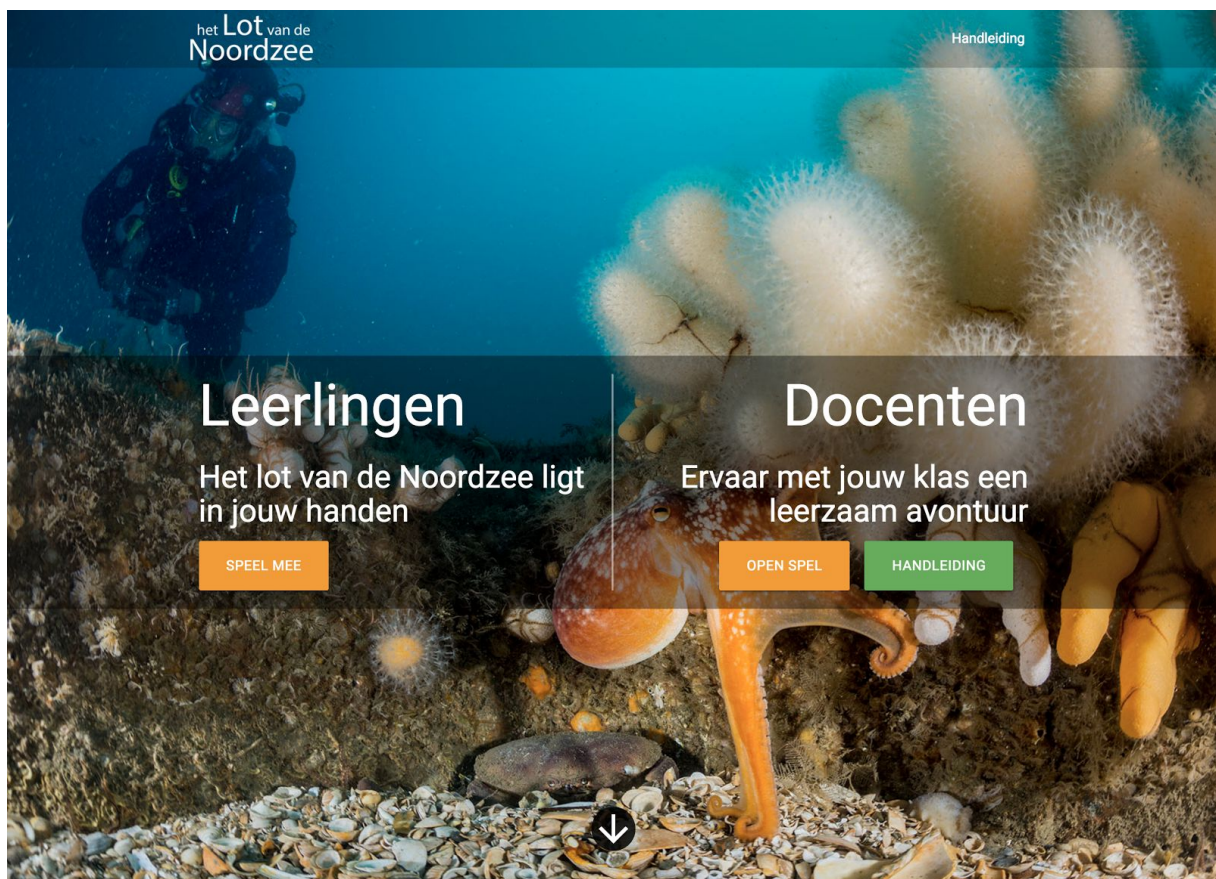 het Lot van de
Noordzee
Handleiding
Leerlingen
Het lot van de Noordzee ligt
in jouw handen
SPEEL MEE
Docenten
Ervaar met jouw klas een
leerzaam avontuur
OPEN SPEL
HANDLEIDING